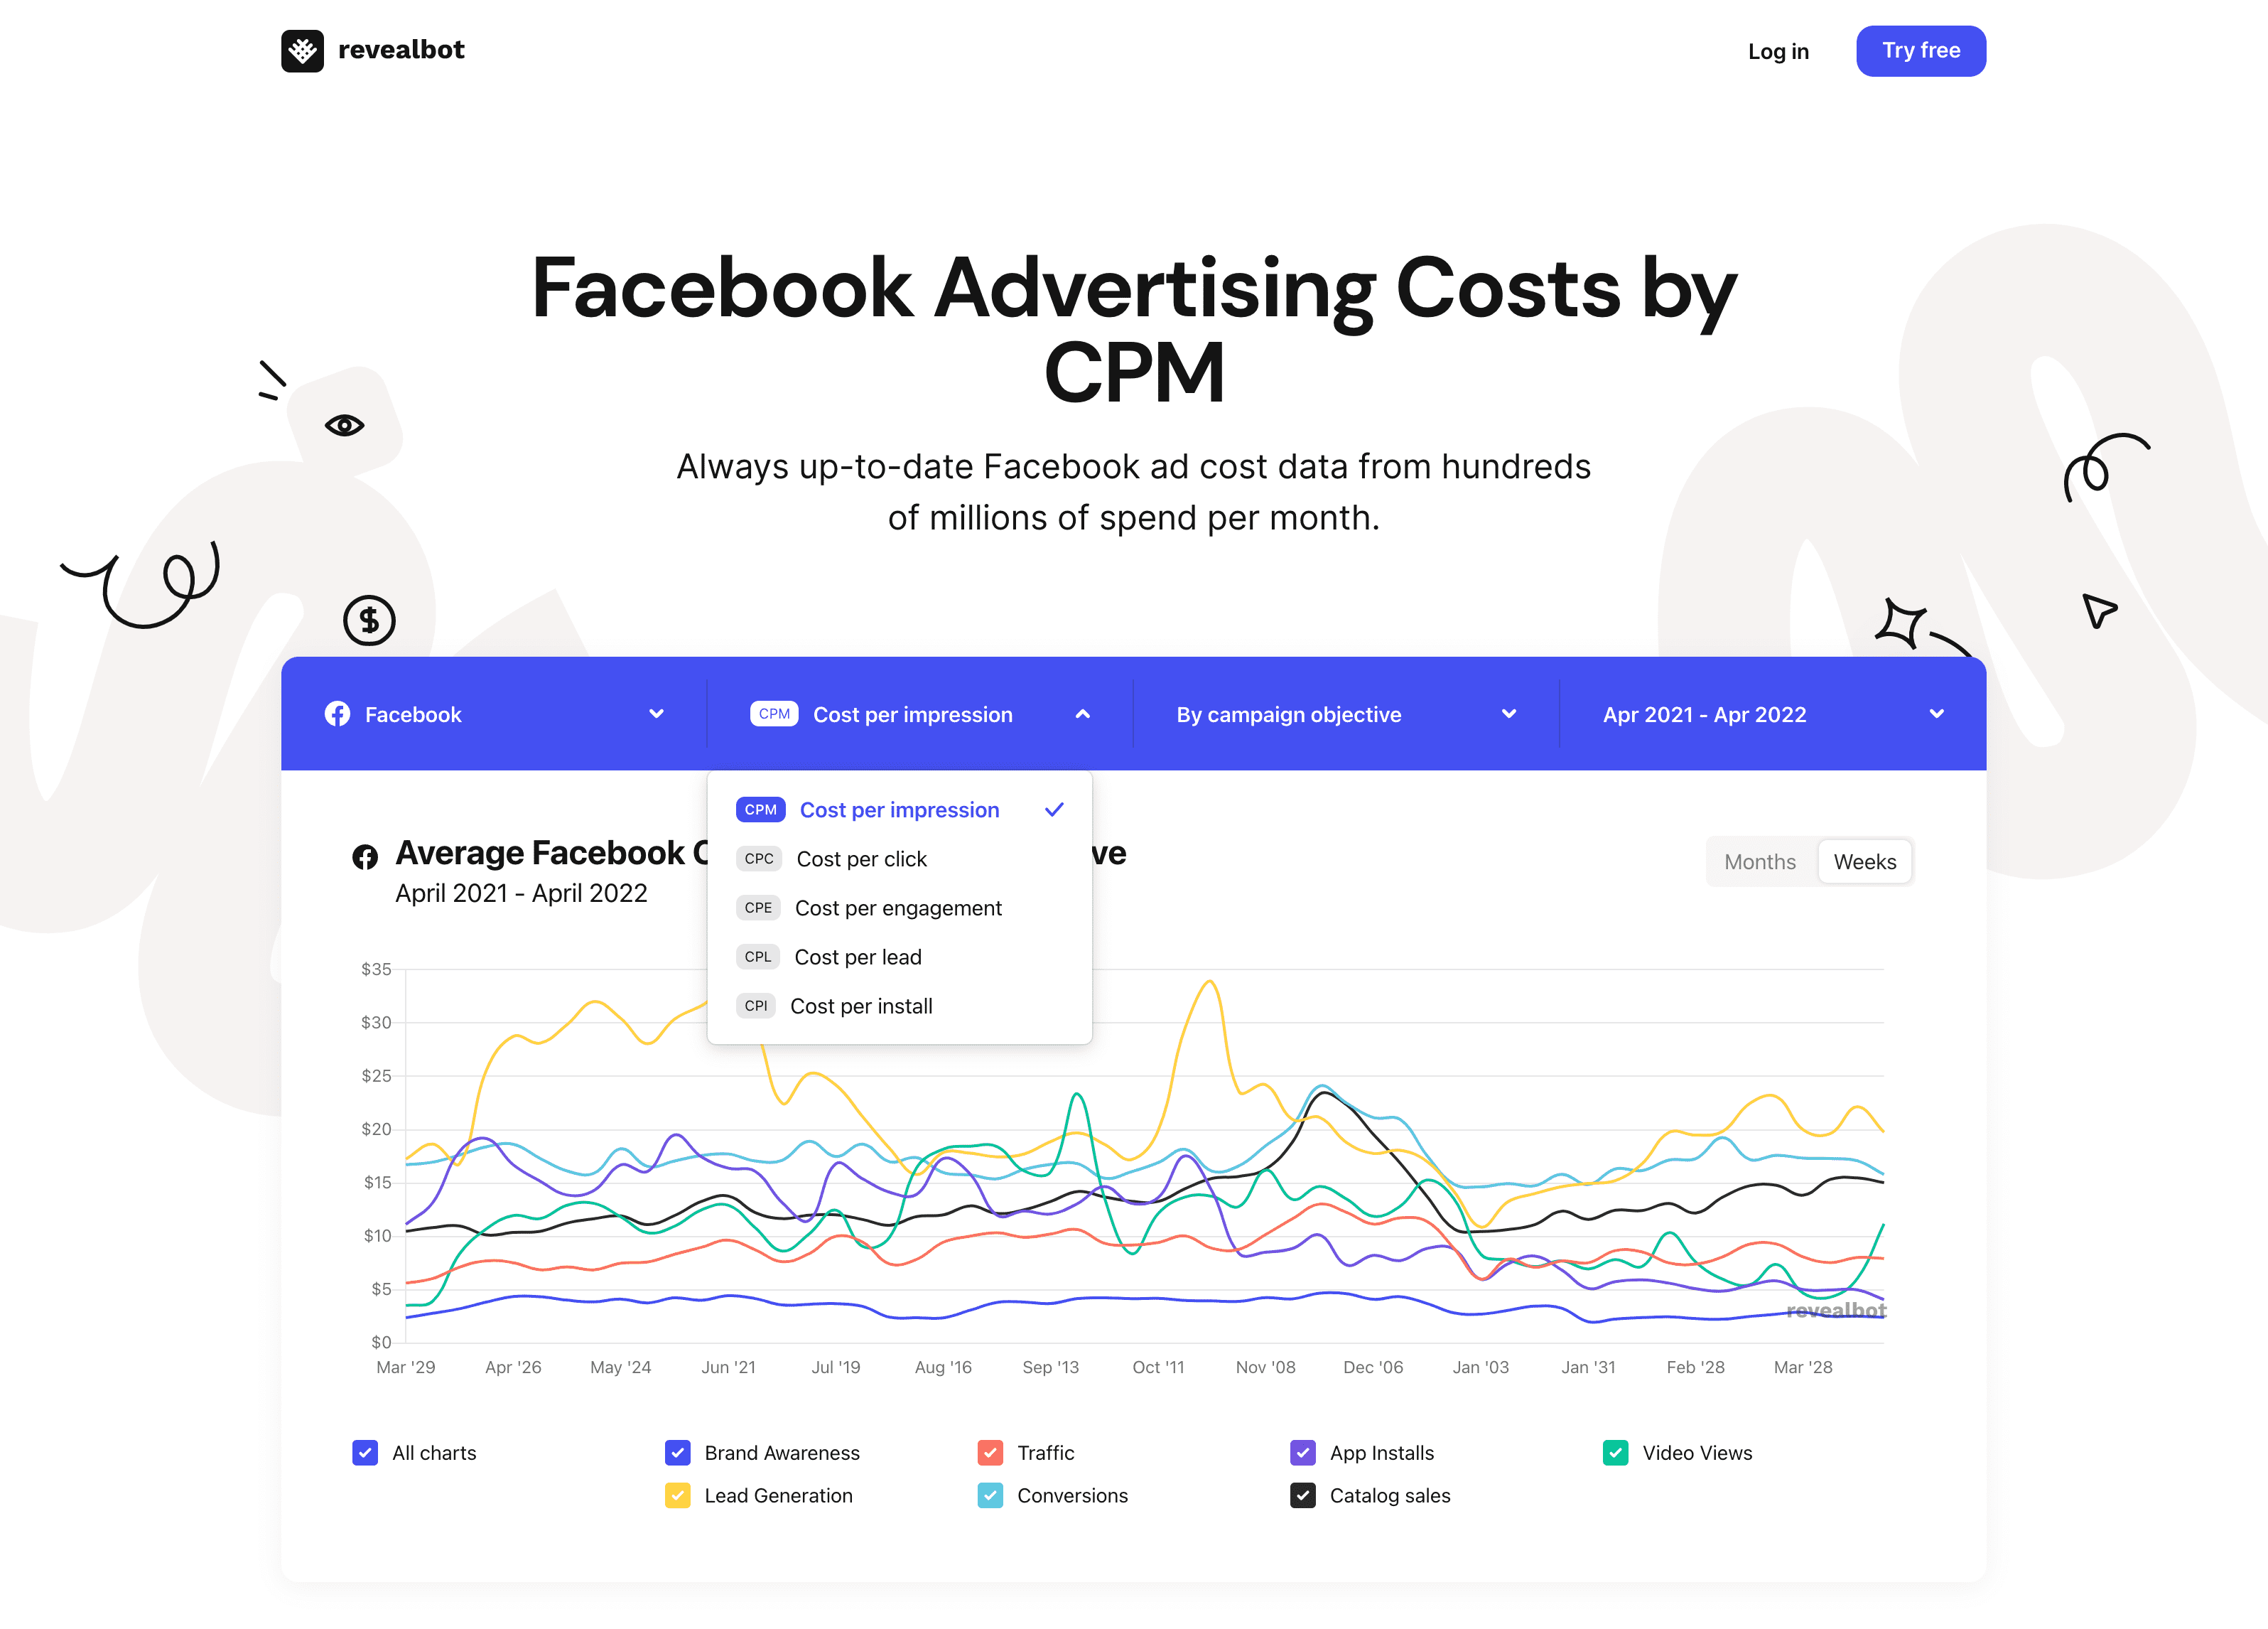 revealbot
Log in
Try free
Facebook Advertising Costs by
CPM
Always up-to-date Facebook ad cost data from hundreds
of millions of spend per month.
Facebook
CPM Cost per impression
By campaign objective
Apr 2021 - Apr 2022
CPM Cost per impression
CPC Cost per click
CPE Cost per engagement
CPL Cost per lead
CPI Cost per install
Average Facebook
April 2021 - April 2022
Months
Weeks
$35
$30
$25
$20
$15
$10
$5
$0
revealbot
Mar '29
Apr '26
May '24
Jun '21
Jul '19
Aug '16
Sep '13
Oct '11
Nov '08
Dec '06
Jan '03
Jan '31
Feb '28
Mar '28
All charts
Brand Awareness
Traffic
App Installs
Video Views
Lead Generation
Conversions
Catalog sales